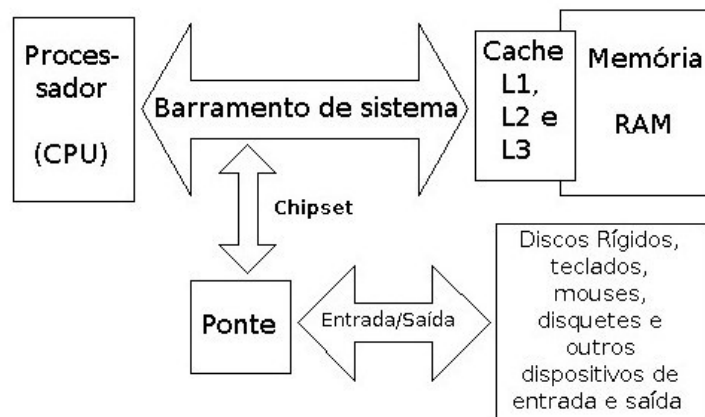 Proces-
sador
(CPU)
Barramento de sistema
Cache
L1,
L2 e
L3
Memória
RAM
Chipset
Ponte
Entrada/Saída
Discos Rígidos,
teclados,
mouses,
disquetes e
outros
dispositivos de
entrada e saída